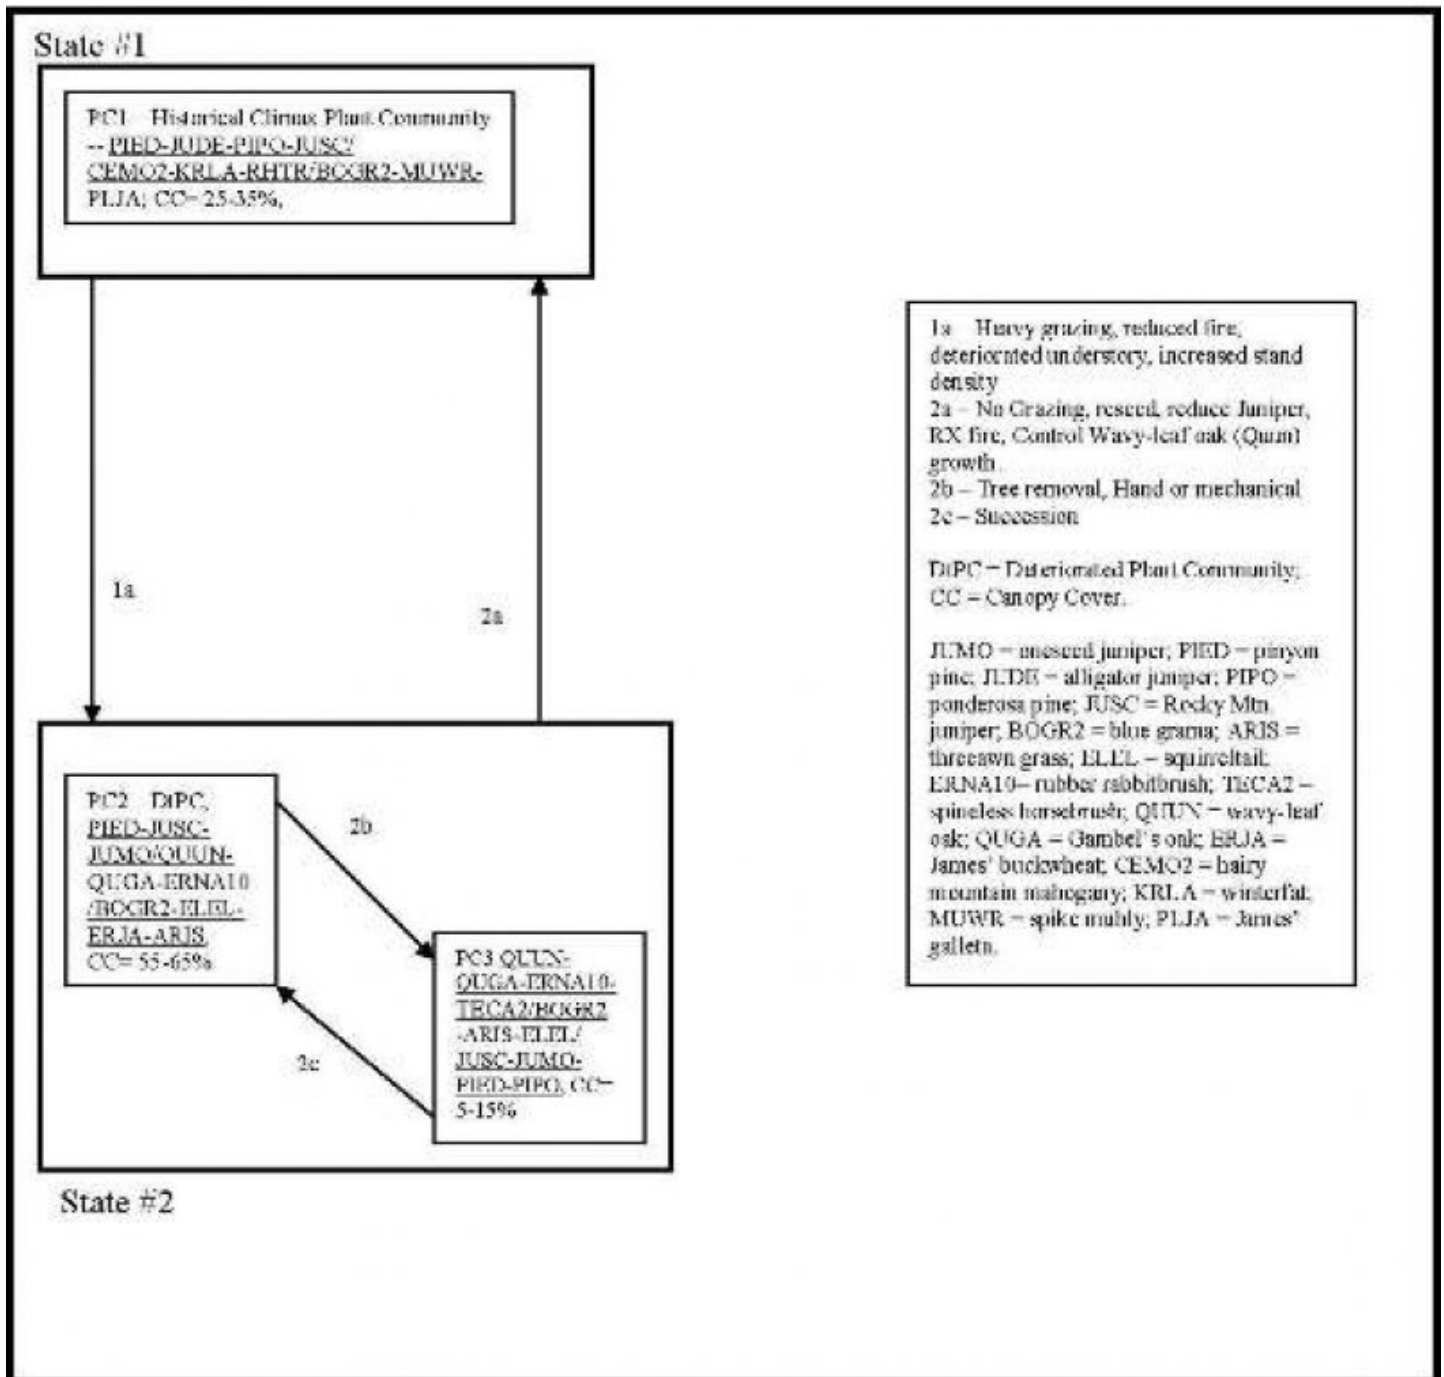 State #1
PC1 – Historical Climax Plant Community
-- PIED-JUDE-PIPO-JUSC/
CEMO2-KRLA-RHTR/BOGR2-MUWR-
PLJA; CC= 25-35%,
1a
2a
1a – Heavy grazing, reduced fire,
deteriorated understory, increased stand
density
2a – No Grazing, reseed, reduce Juniper,
RX fire, Control Wavy-leaf oak (Quun)
growth.
2b – Tree removal, Hand or mechanical
2c – Succession
DtPC = Deteriorated Plant Community;
CC = Canopy Cover.
JUMO = oneseed juniper; PIED = pinyon
pine; JUDE = alligator juniper; PIPO =
ponderosa pine; JUSC = Rocky Mtn.
juniper; BOGR2 = blue grama; ARIS =
threeawn grass; ELEL = squirreltail;
ERNA10= rubber rabbitbrush; TECA2 =
spineless horsebrush; QUUN = wavy-leaf
oak; QUGA = Gambel's oak; ERJA =
James' buckwheat; CEMO2 = hairy
mountain mahogany; KRLA = winterfat;
MUWR = spike muhly; PLJA = James'
galleta.
PC2 – DtPC,
PIED-JUSC-
JUMO/QUUN-
QUGA-ERNA10
/BOGR2-ELEL-
ERJA-ARIS,
CC= 55-65%
2b
2c
PC3 QUUN-
QUGA-ERNA10-
TECA2/BOGR2
-ARIS-ELEL/
JUSC-JUMO-
PIED-PIPO, CC=
5-15%
State #2